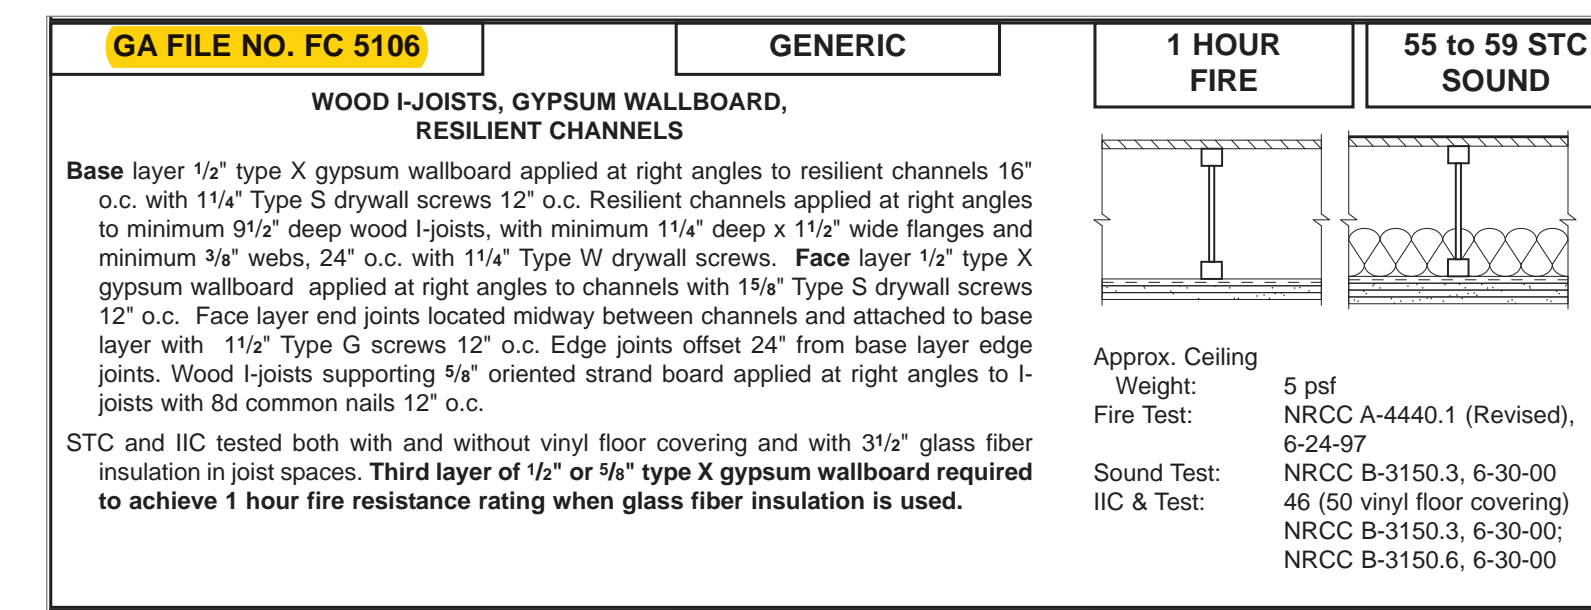 GA FILE NO. FC 5106
GENERIC
1 HOUR
FIRE
55 to 59 STC
SOUND
WOOD I-JOISTS, GYPSUM WALLBOARD,
RESILIENT CHANNELS
Base layer 1/2" type X gypsum wallboard applied at right angles to resilient channels 16"
o.c. with 11/4" Type S drywall screws 12" o.c. Resilient channels applied at right angles
to minimum 91/2" deep wood I-joists, with minimum 11/4" deep x 11/2" wide flanges and
minimum 3/8" webs, 24" o.c. with 11/4" Type W drywall screws. Face layer 1/2" type X
gypsum wallboard applied at right angles to channels with 15/8" Type S drywall screws
12" o.c. Face layer end joints located midway between channels and attached to base
layer with 11/2" Type G screws 12" o.c. Edge joints offset 24" from base layer edge
joints. Wood I-joists supporting 5/8" oriented strand board applied at right angles to I-
joists with 8d common nails 12" o.c.
STC and IIC tested both with and without vinyl floor covering and with 31/2" glass fiber
insulation in joist spaces. Third layer of 1/2" or 5/8" type X gypsum wallboard required
to achieve 1 hour fire resistance rating when glass fiber insulation is used.
Approx. Ceiling
Weight: 5 psf
Fire Test: NRCC A-4440.1 (Revised),
6-24-97
Sound Test: NRCC B-3150.3, 6-30-00
IIC & Test: 46 (50 vinyl floor covering)
NRCC B-3150.3, 6-30-00;
NRCC B-3150.6, 6-30-00